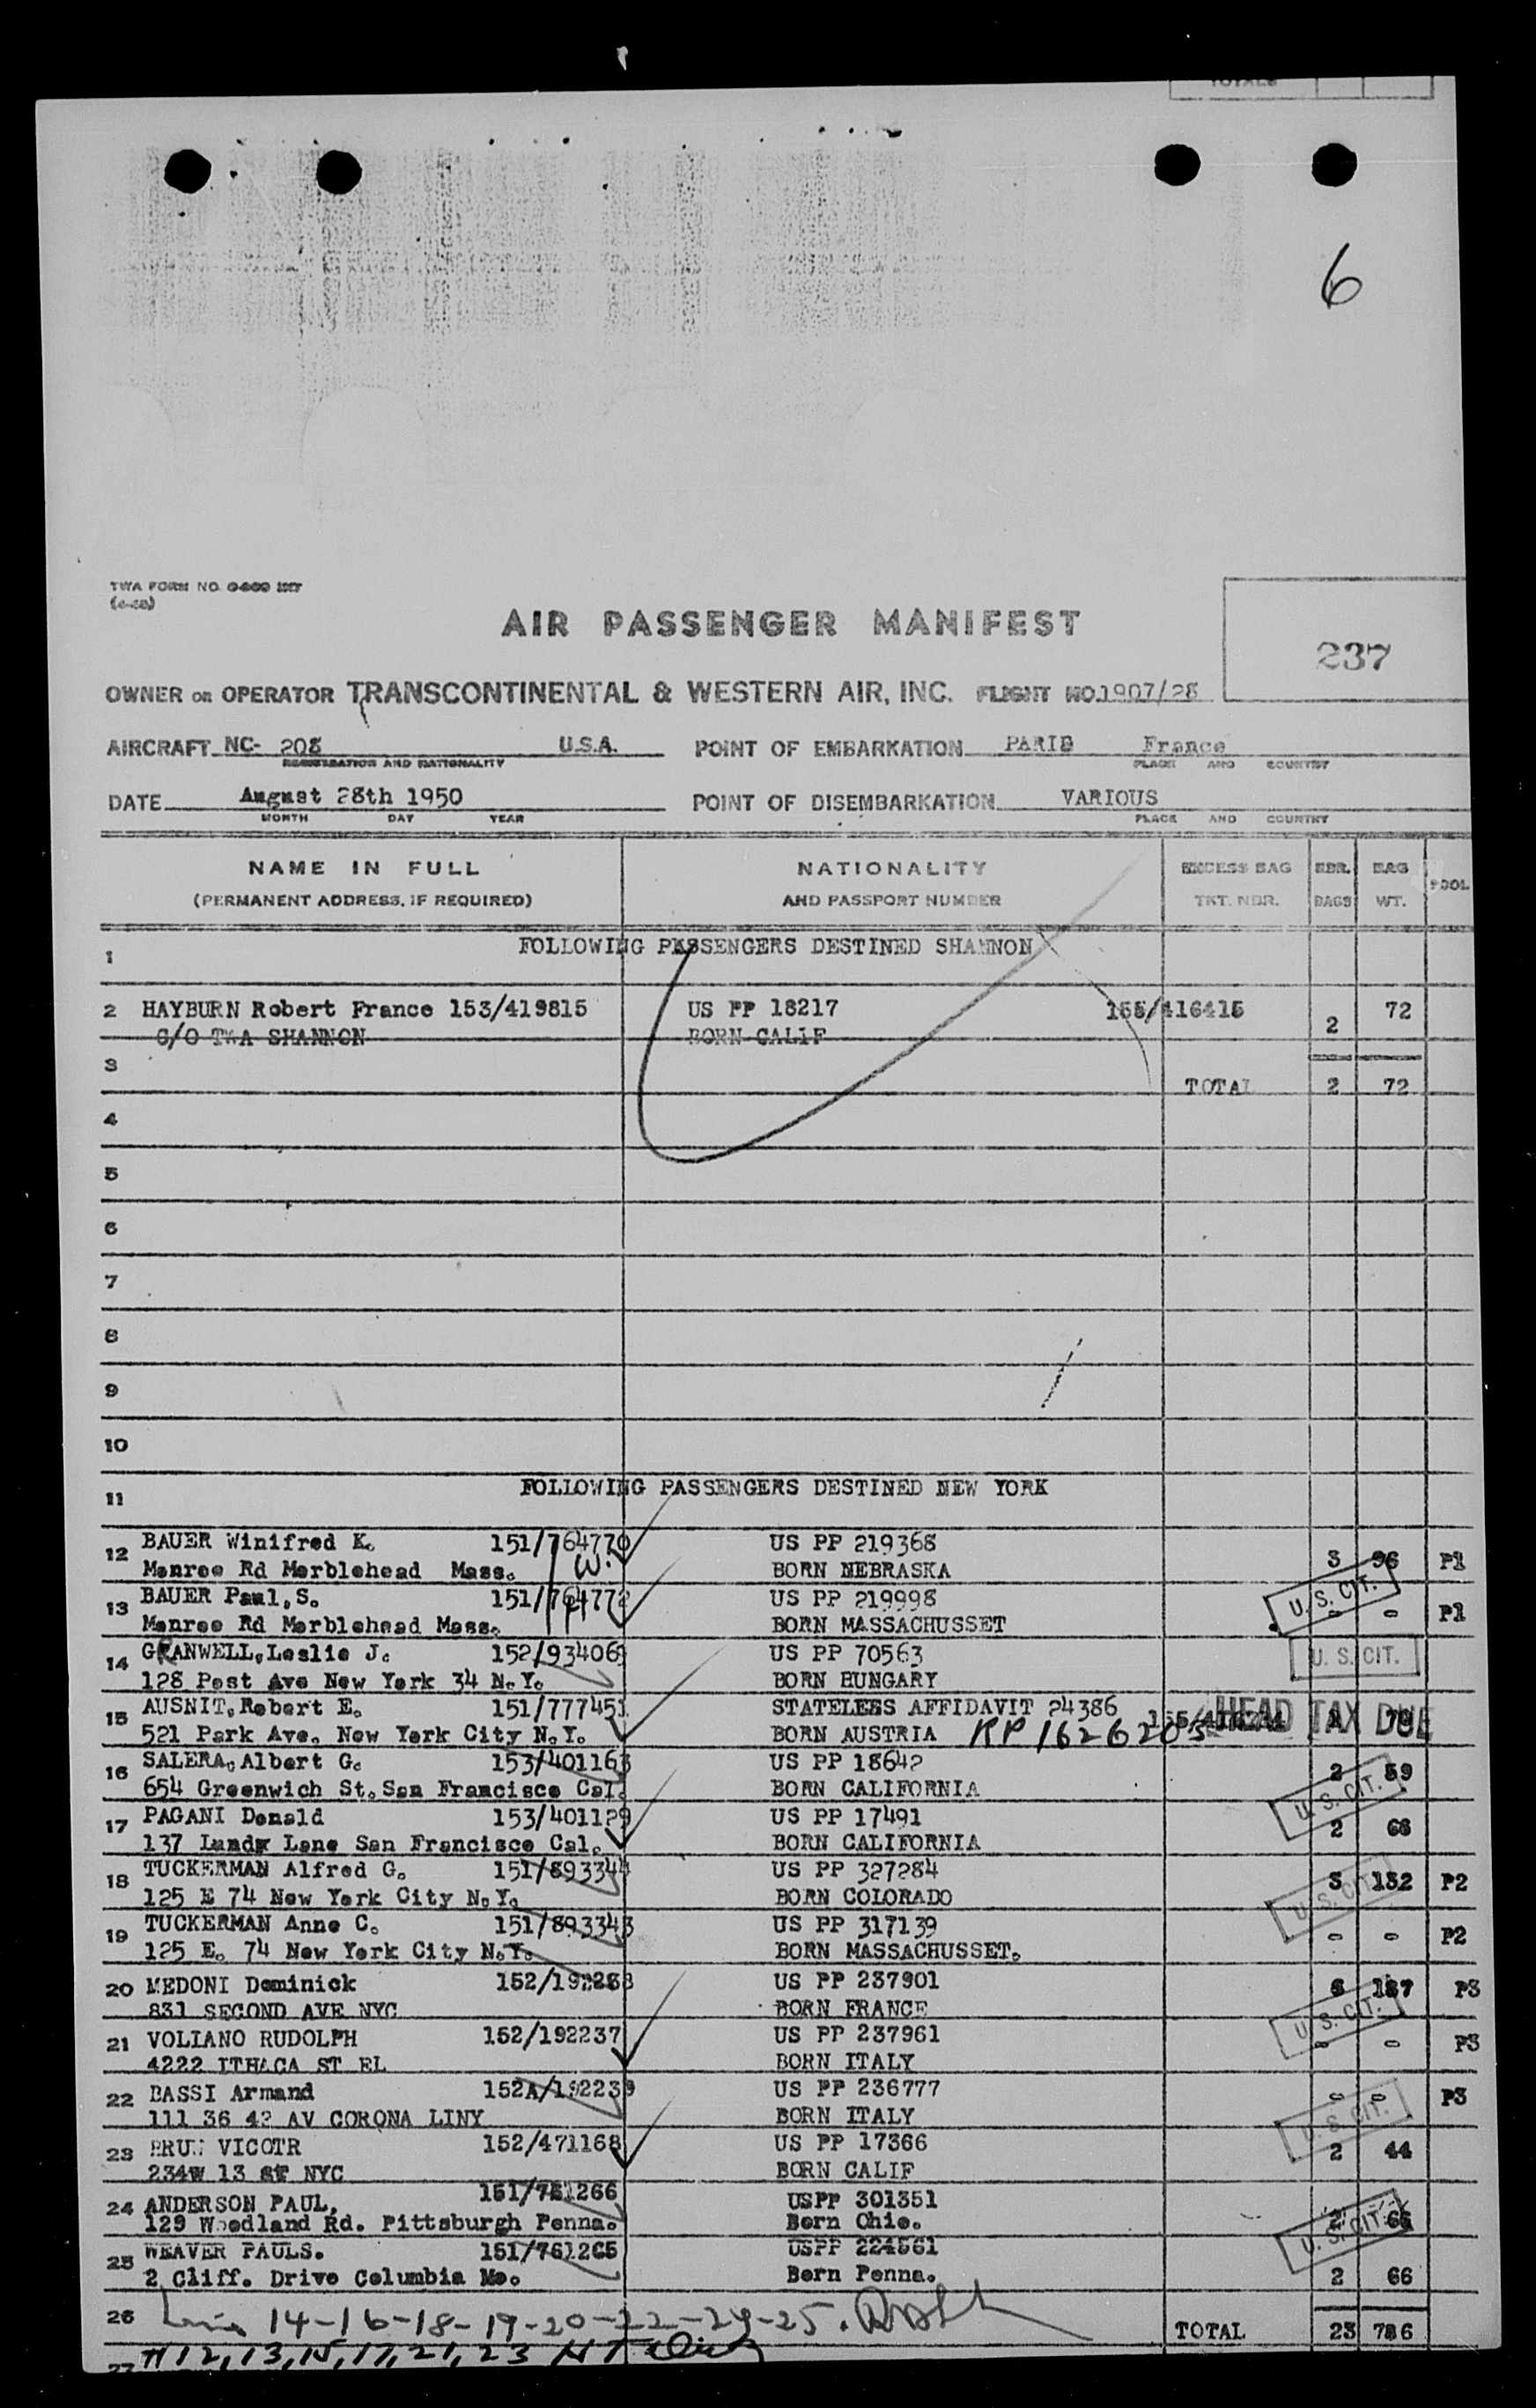 TOTALS
6
TWA FORM NO.
AIR PASSENGER MANIFEST
237
OWNER OR OPERATOR TRANSCONTINENTAL & WESTERN AIR, INC. FLIGHT NO. 1907/28
AIRCRAFT NC- 208 U.S.A. POINT OF EMBARKATION PARIS France
REGISTRATION AND NATIONALITY PLACE AND COUNTRY
DATE August 28th 1950 POINT OF DISEMBARKATION VARIOUS
MONTH DAY YEAR PLACE AND COUNTRY
NAME IN FULL NATIONALITY EXCESS BAG NBR. BAG POOL
(PERMANENT ADDRESS, IF REQUIRED) AND PASSPORT NUMBER TKT. NBR. BAGS WT.
1 FOLLOWING PASSENGERS DESTINED SHANNON
2 HAYBURN Robert France 153/419815 US PP 18217 155/416415 2 72
C/O TWA SHANNON BORN CALIF
3 TOTAL 2 72
4
5
6
7
8
9
10
11 FOLLOWING PASSENGERS DESTINED NEW YORK
12 BAUER Winifred K. 151/764770 US PP 219368 3 96 P1
Monroe Rd Marblehead Mass. W. BORN NEBRASKA
13 BAUER Paul,S. 151/764772 US PP 219998 U. S. CIT. - - P1
Monroe Rd Marblehead Mass. BORN MASSACHUSSET
14 GRANWELL,Leslie J. 152/934069 US PP 70563 U. S. CIT.
128 Post Ave New York 34 N.Y. BORN HUNGARY
15 AUSNIT,Robert E. 151/777451 STATELESS AFFIDAVIT 24386 HEAD TAX DUE
521 Park Ave. New York City N.Y. BORN AUSTRIA RP 1626203
16 SALERA,Albert G. 153/401163 US PP 18642 2 59
654 Greenwich St.San Francisco Cal. BORN CALIFORNIA U. S. CIT.
17 PAGANI Donald 153/401129 US PP 17491 2 68
137 Lundy Lane San Francisco Cal. BORN CALIFORNIA
18 TUCKERMAN Alfred G. 151/893344 US PP 327284 3 132 P2
125 E 74 New York City N.Y. BORN COLORADO U. S. CIT.
19 TUCKERMAN Anne C. 151/893343 US PP 317139 - - P2
125 E. 74 New York City N.Y. BORN MASSACHUSSET.
20 MEDONI Dominick 152/192238 US PP 237901 6 187 P3
831 SECOND AVE NYC BORN FRANCE U. S. CIT.
21 VOLIANO RUDOLPH 152/192237 US PP 237961 - - P3
4222 ITHACA ST EL BORN ITALY
22 BASSI Armand 152A/192239 US PP 236777 - - P3
111 36 42 AV CORONA LINY BORN ITALY U. S. CIT.
23 BRUN VICOTR 152/471168 US PP 17366 2 44
234W 13 ST NYC BORN CALIF
24 ANDERSON PAUL. 151/761266 USPP 301351 2 66
129 Woodland Rd. Pittsburgh Penna. Born Ohio. U. S. CIT.
25 WEAVER PAULS. 151/761265 USPP 224561
2 Cliff. Drive Columbia Mo. Born Penna. 2 66
26 14-16-18-19-20-22-24-25. TOTAL 23 786
27 #12,13,15,17,21,23